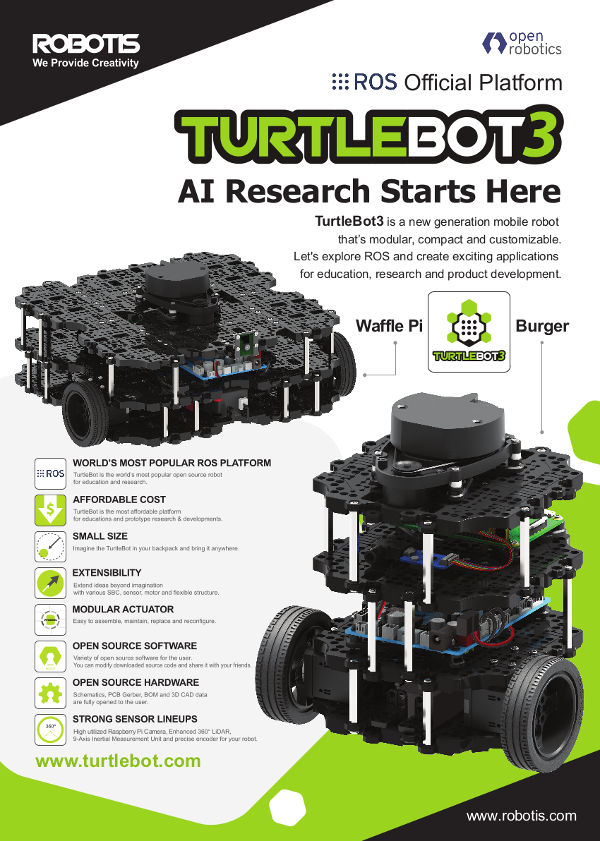 ROBOTIS
We Provide Creativity
open
robotics
ROS Official Platform
TURTLEBOT3
AI Research Starts Here
TurtleBot3 is a new generation mobile robot
that's modular, compact and customizable.
Let's explore ROS and create exciting applications
for education, research and product development.
Waffle Pi
TURTLEBOT3
Burger
ROS
WORLD'S MOST POPULAR ROS PLATFORM
TurtleBot is the world's most popular open source robot
for education and research.
$
AFFORDABLE COST
TurtleBot is the most affordable platform
for educations and prototype research & developments.
SMALL SIZE
Imagine the TurtleBot in your backpack and bring it anywhere.
EXTENSIBILITY
Extend ideas beyond imagination
with various SBC, sensor, motor and flexible structure.
MODULAR ACTUATOR
Easy to assemble, maintain, replace and reconfigure.
OPEN SOURCE SOFTWARE
Variety of open source software for the user.
You can modify downloaded source code and share it with your friends.
OPEN SOURCE HARDWARE
Schematics, PCB Gerber, BOM and 3D CAD data
are fully opened to the user.
360°
STRONG SENSOR LINEUPS
High utilized Raspberry Pi Camera, Enhanced 360° LiDAR,
9-Axis Inertial Measurement Unit and precise encoder for your robot.
www.turtlebot.com
www.robotis.com